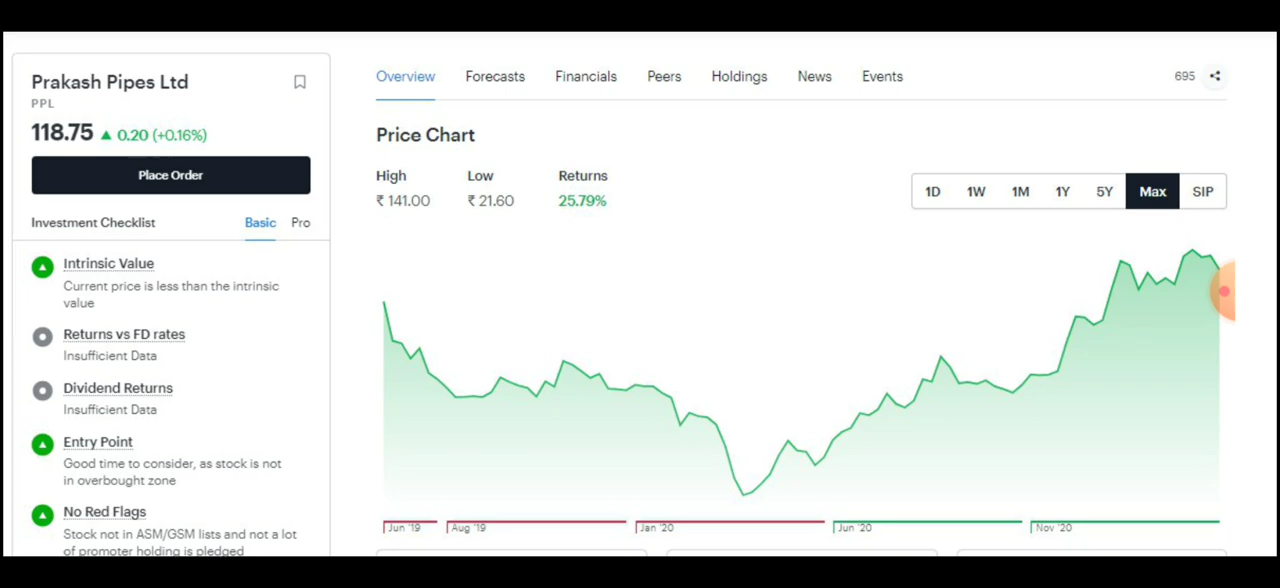 Prakash Pipes Ltd
PPL
118.75 ▲ 0.20 (+0.16%)
Place Order
Investment Checklist Basic Pro
Intrinsic Value
Current price is less than the intrinsic
value
Returns vs FD rates
Insufficient Data
Dividend Returns
Insufficient Data
Entry Point
Good time to consider, as stock is not
in overbought zone
No Red Flags
Stock not in ASM/GSM lists and not a lot
of promoter holding is pledged
Overview Forecasts Financials Peers Holdings News Events 695
Price Chart
High Low Returns
₹ 141.00 ₹ 21.60 25.79%
1D 1W 1M 1Y 5Y Max SIP
Jun '19 Aug '19 Jan '20 Jun '20 Nov '20